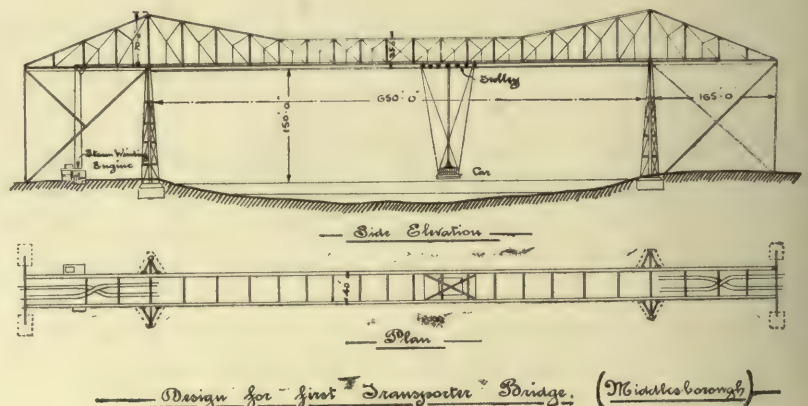 650'·0"
165'·0
150'·0"
Trolley
Steam Winding
Engine
Car
Side Elevation
40'
Plan
Design for first Transporter Bridge. (Middlesborough)